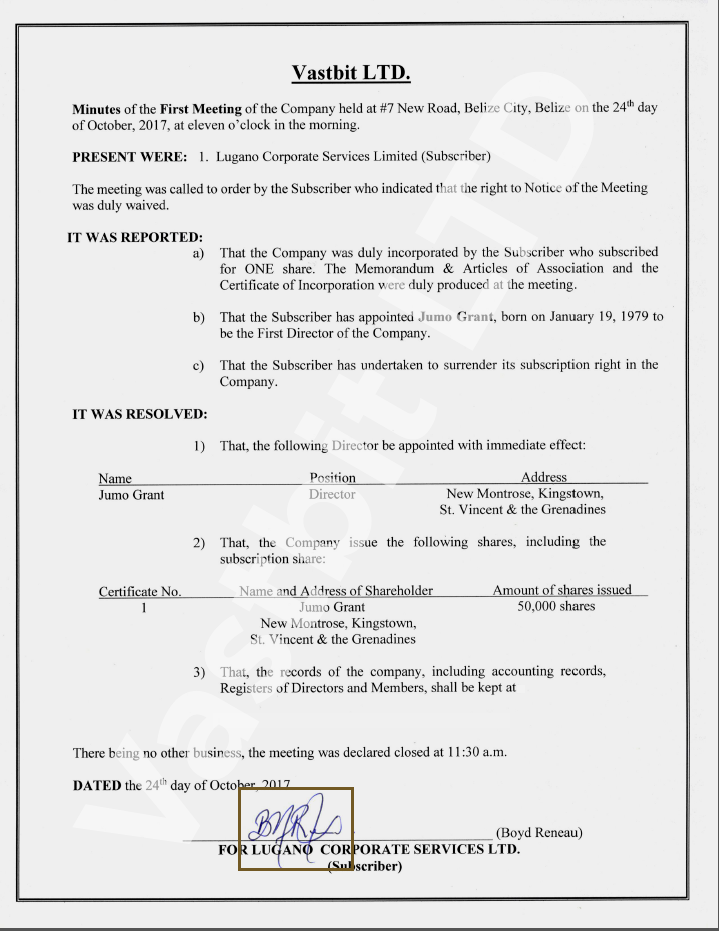 Vastbit LTD.
Minutes of the First Meeting of the Company held at #7 New Road, Belize City, Belize on the 24th day
of October, 2017, at eleven o'clock in the morning.
PRESENT WERE: 1. Lugano Corporate Services Limited (Subscriber)
The meeting was called to order by the Subscriber who indicated that the right to Notice of the Meeting
was duly waived.
IT WAS REPORTED:
a) That the Company was duly incorporated by the Subscriber who subscribed
for ONE share. The Memorandum & Articles of Association and the
Certificate of Incorporation were duly produced at the meeting.
b) That the Subscriber has appointed Jumo Grant, born on January 19, 1979 to
be the First Director of the Company.
c) That the Subscriber has undertaken to surrender its subscription right in the
Company.
IT WAS RESOLVED:
1) That, the following Director be appointed with immediate effect:
Name Position Address
Jumo Grant Director New Montrose, Kingstown,
St. Vincent & the Grenadines
2) That, the Company issue the following shares, including the
subscription share:
Certificate No. Name and Address of Shareholder Amount of shares issued
1 Jumo Grant 50,000 shares
New Montrose, Kingstown,
St. Vincent & the Grenadines
3) That, the records of the company, including accounting records,
Registers of Directors and Members, shall be kept at
There being no other business, the meeting was declared closed at 11:30 a.m.
DATED the 24th day of October, 2017
(Boyd Reneau)
FOR LUGANO CORPORATE SERVICES LTD.
(Subscriber)
Vastbit LTD